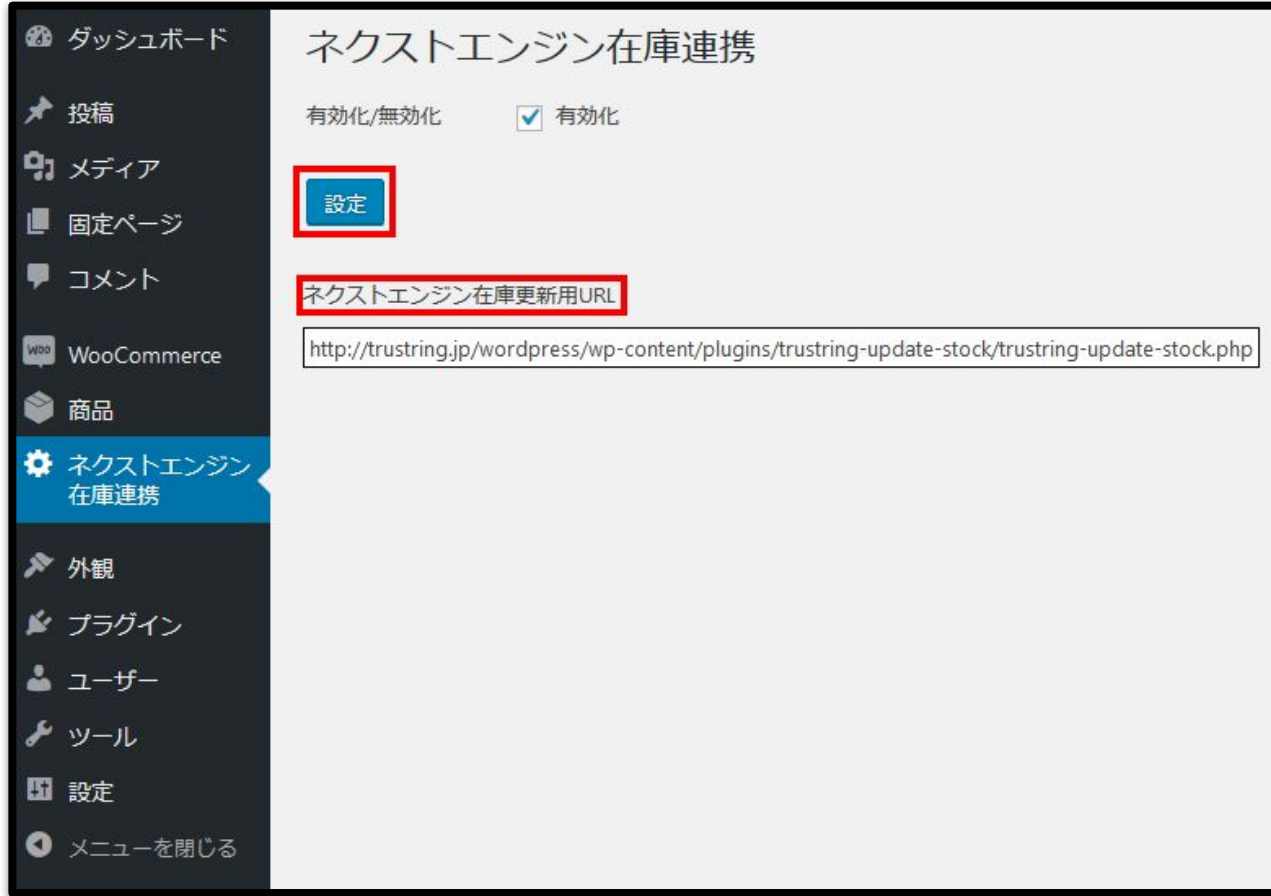 ダッシュボード
投稿
メディア
固定ページ
コメント
WOO
WooCommerce
商品
ネクストエンジン
在庫連携
外観
プラグイン
ユーザー
ツール
設定
メニューを閉じる
ネクストエンジン在庫連携
有効化/無効化 有効化
設定
ネクストエンジン在庫更新用URL
http://trustring.jp/wordpress/wp-content/plugins/trustring-update-stock/trustring-update-stock.php